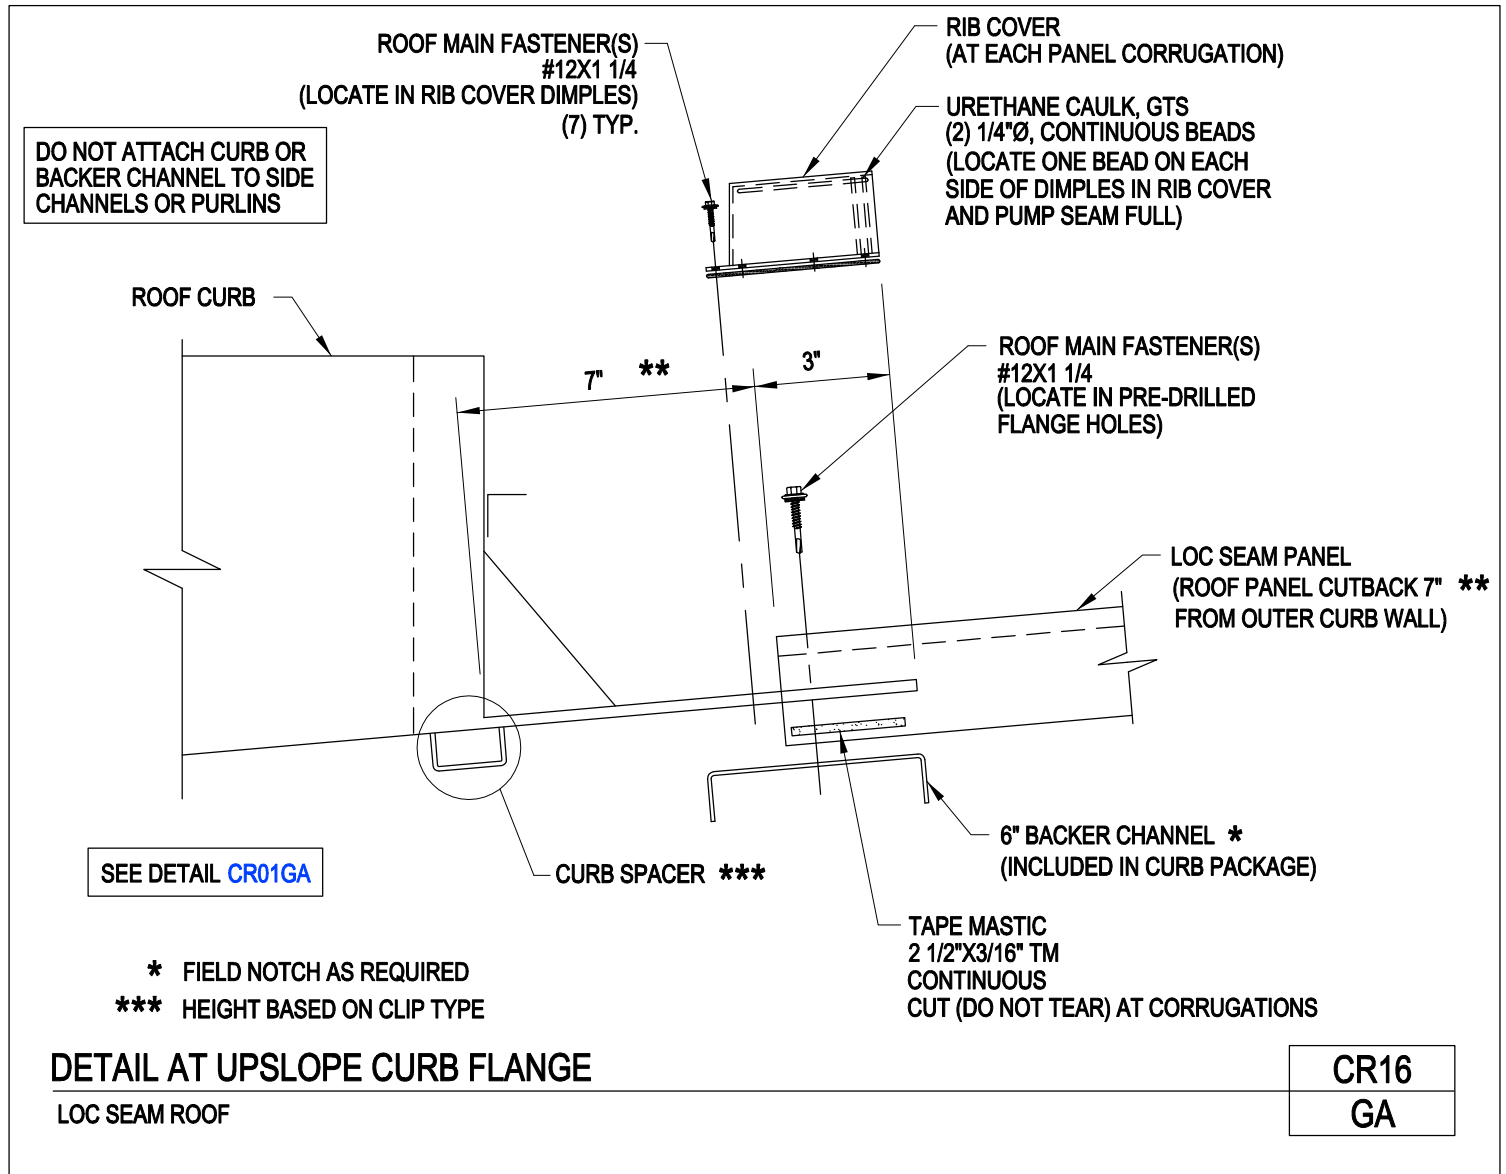 ROOF MAIN FASTENER(S)
#12X1 1/4
(LOCATE IN RIB COVER DIMPLES)
(7) TYP.
RIB COVER
(AT EACH PANEL CORRUGATION)
URETHANE CAULK, GTS
(2) 1/4"Ø, CONTINUOUS BEADS
(LOCATE ONE BEAD ON EACH
SIDE OF DIMPLES IN RIB COVER
AND PUMP SEAM FULL)
DO NOT ATTACH CURB OR
BACKER CHANNEL TO SIDE
CHANNELS OR PURLINS
ROOF CURB
7" **
3"
ROOF MAIN FASTENER(S)
#12X1 1/4
(LOCATE IN PRE-DRILLED
FLANGE HOLES)
LOC SEAM PANEL
(ROOF PANEL CUTBACK 7" **
FROM OUTER CURB WALL)
6" BACKER CHANNEL *
(INCLUDED IN CURB PACKAGE)
CURB SPACER ***
SEE DETAIL CR01GA
TAPE MASTIC
2 1/2"X3/16" TM
CONTINUOUS
CUT (DO NOT TEAR) AT CORRUGATIONS
* FIELD NOTCH AS REQUIRED
*** HEIGHT BASED ON CLIP TYPE
DETAIL AT UPSLOPE CURB FLANGE
LOC SEAM ROOF
CR16
GA